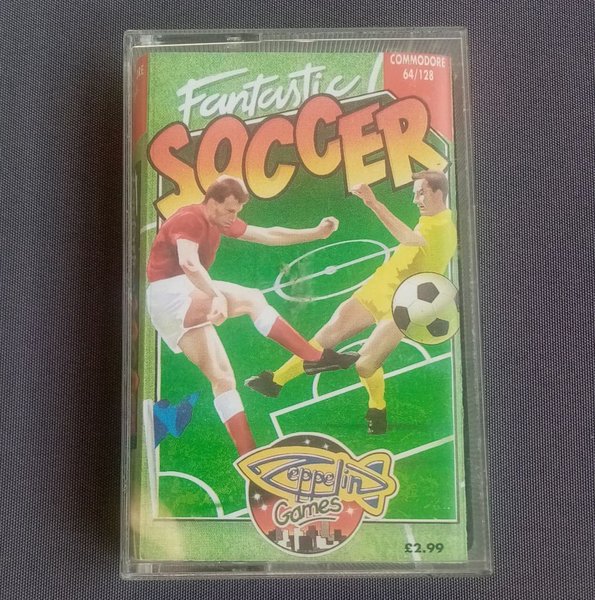 COMMODORE
64/128
Fantastic!
SOCCER
Zeppelin
Games
£2.99